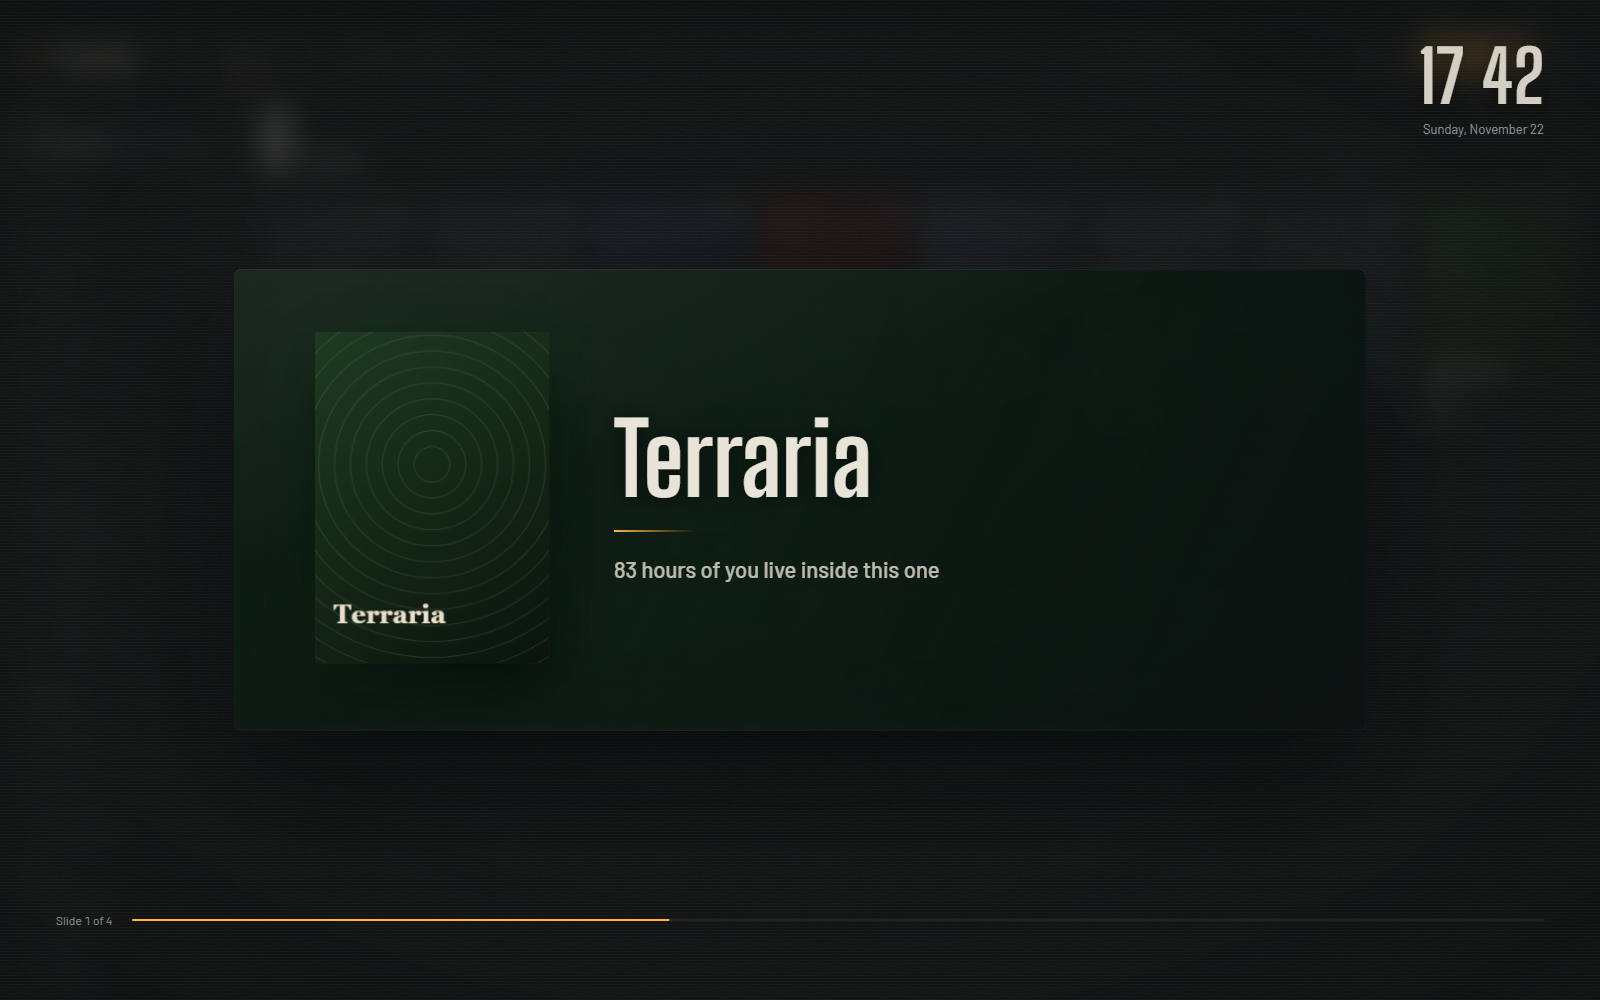 17 42
Sunday, November 22
Terraria
Terraria
83 hours of you live inside this one
Slide 1 of 4